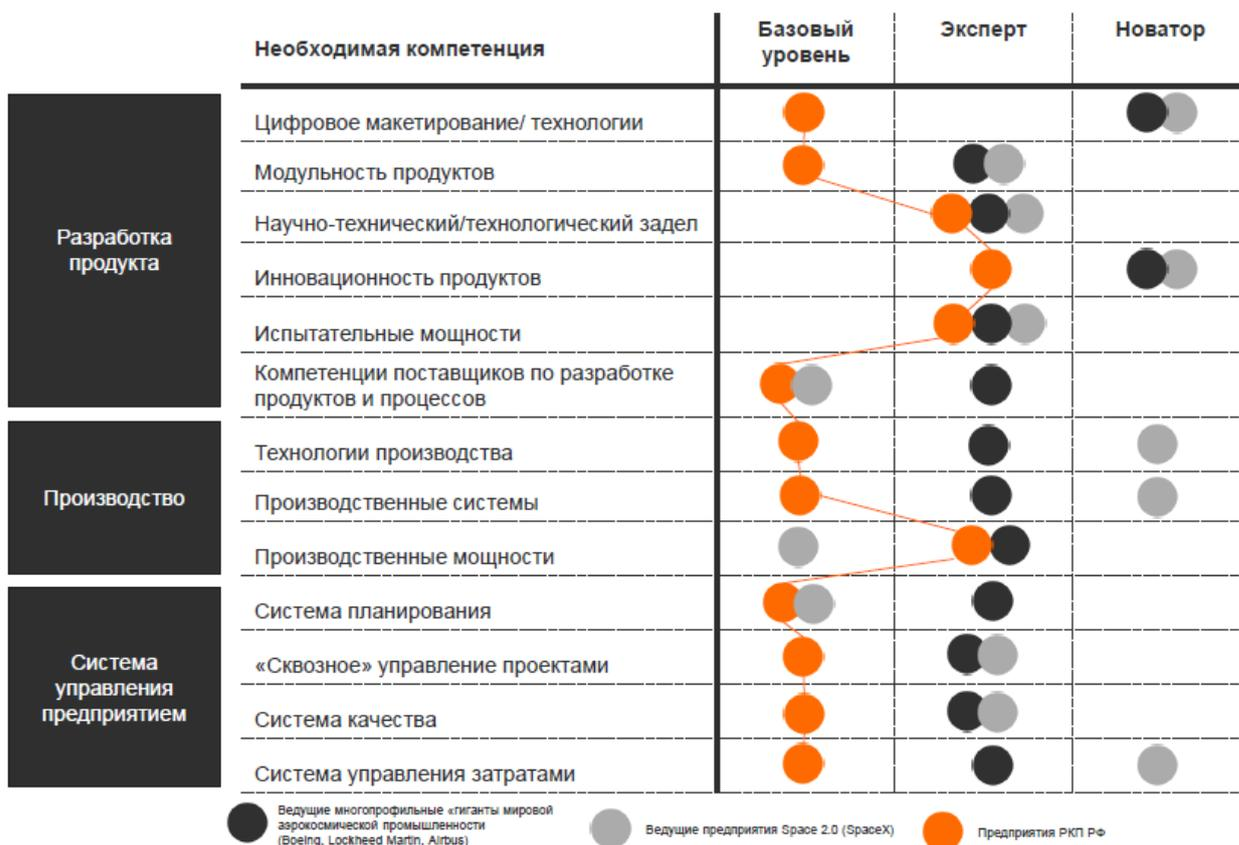 Необходимая компетенция
Базовый
уровень
Эксперт
Новатор
Разработка
продукта
Цифровое макетирование/ технологии
Модульность продуктов
Научно-технический/технологический задел
Инновационность продуктов
Испытательные мощности
Компетенции поставщиков по разработке
продуктов и процессов
Производство
Технологии производства
Производственные системы
Производственные мощности
Система
управления
предприятием
Система планирования
«Сквозное» управление проектами
Система качества
Система управления затратами
Ведущие многопрофильные «гиганты мировой
аэрокосмической промышленности
(Boeing, Lockheed Martin, Airbus)
Ведущие предприятия Space 2.0 (SpaceX)
Предприятия РКП РФ